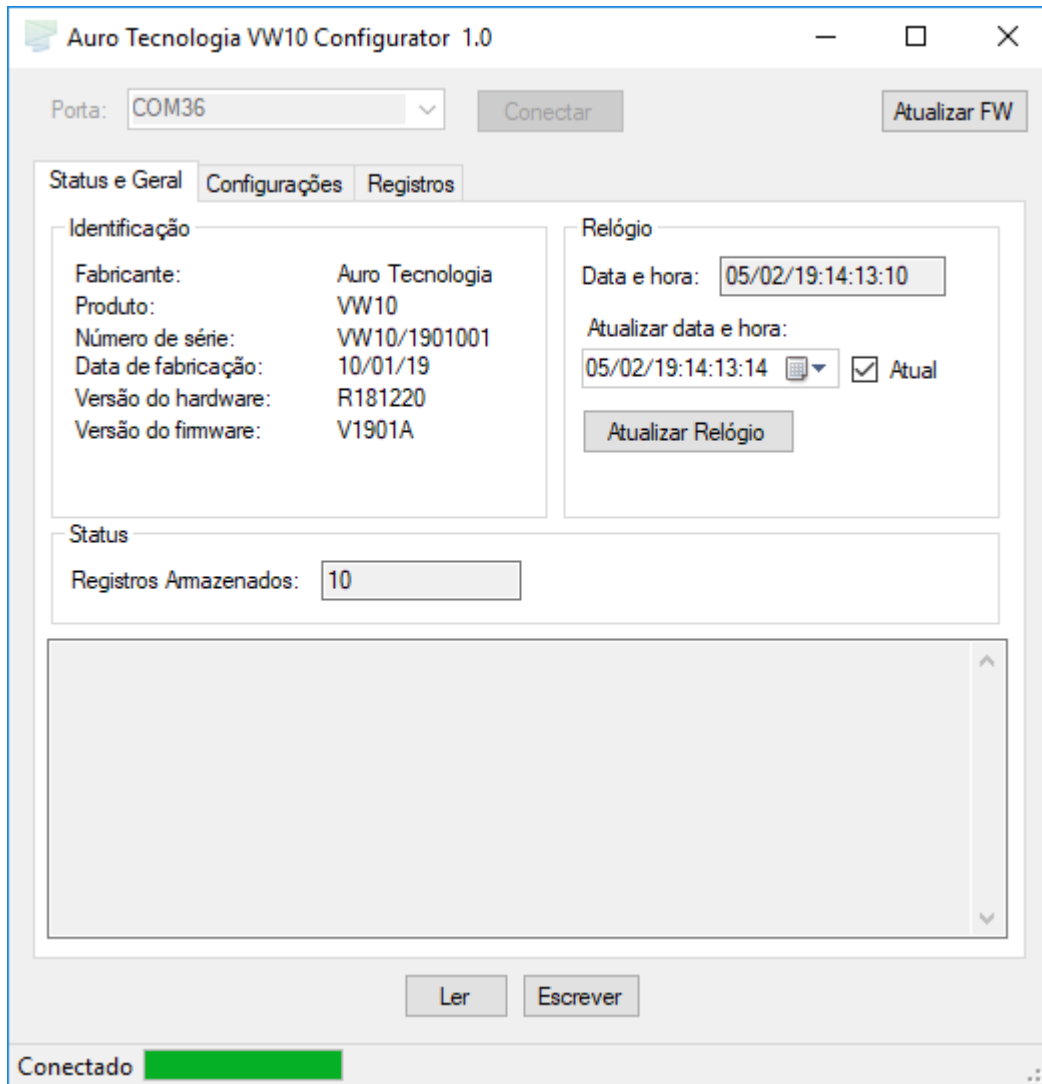 Auro Tecnologia VW10 Configurator 1.0
Porta: COM36 Conectar Atualizar FW
Status e Geral Configurações Registros
Identificação
Fabricante: Auro Tecnologia
Produto: VW10
Número de série: VW10/1901001
Data de fabricação: 10/01/19
Versão do hardware: R181220
Versão do firmware: V1901A
Relógio
Data e hora: 05/02/19:14:13:10
Atualizar data e hora:
05/02/19:14:13:14 Atual
Atualizar Relógio
Status
Registros Armazenados: 10
Ler Escrever
Conectado